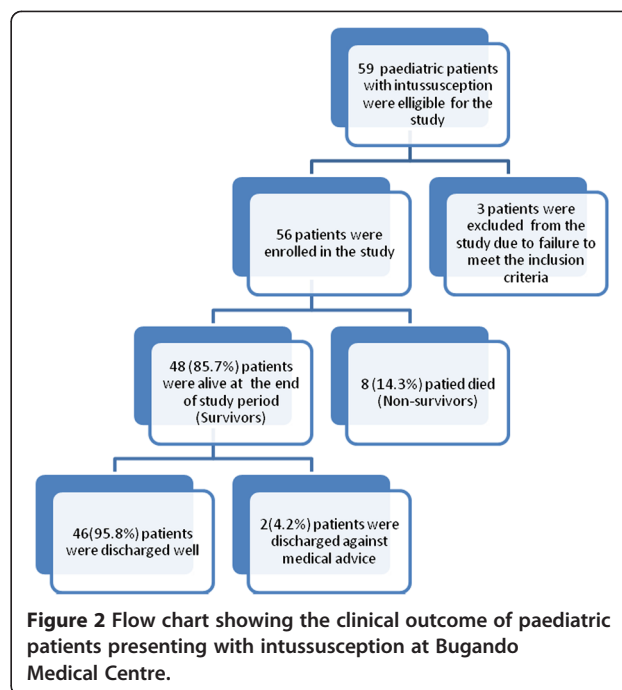 59 paediatric patients
with intussusception
were elligible for the
study
56 patients were
enrolled in the study
3 patients were
excluded from the
study due to failure to
meet the inclusion
criteria
48 (85.7%) patients
were alive at the end
of study period
(Survivors)
8 (14.3%) patied died
(Non-survivors)
46(95.8%) patients
were discharged well
2(4.2%) patients were
discharged against
medical advice
Figure 2 Flow chart showing the clinical outcome of paediatric
patients presenting with intussusception at Bugando
Medical Centre.